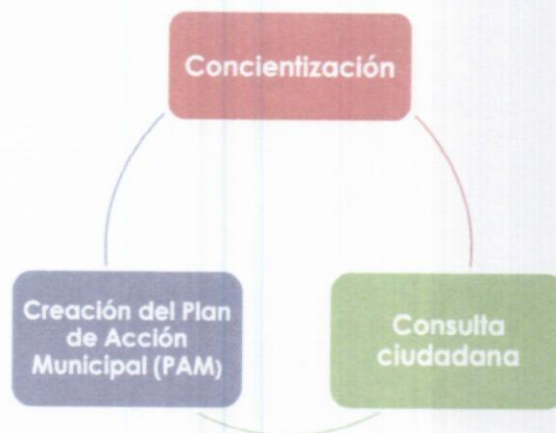 Concientización
Creación del Plan
de Acción
Municipal (PAM)
Consulta
ciudadana